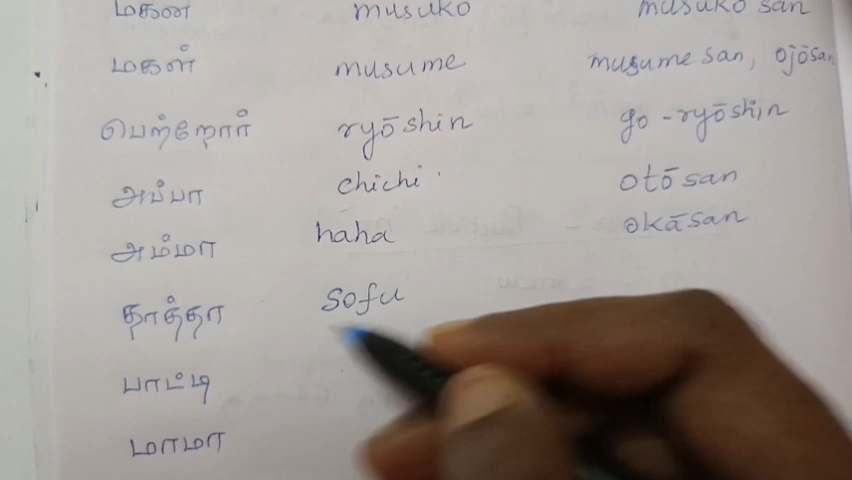 மகன் musuko musuko san
மகள் musume musume san, ojōsan
பெற்றோர் ryōshin go-ryōshin
அப்பா chichi otōsan
அம்மா haha okāsan
தாத்தா sofu
பாட்டி
மாமா